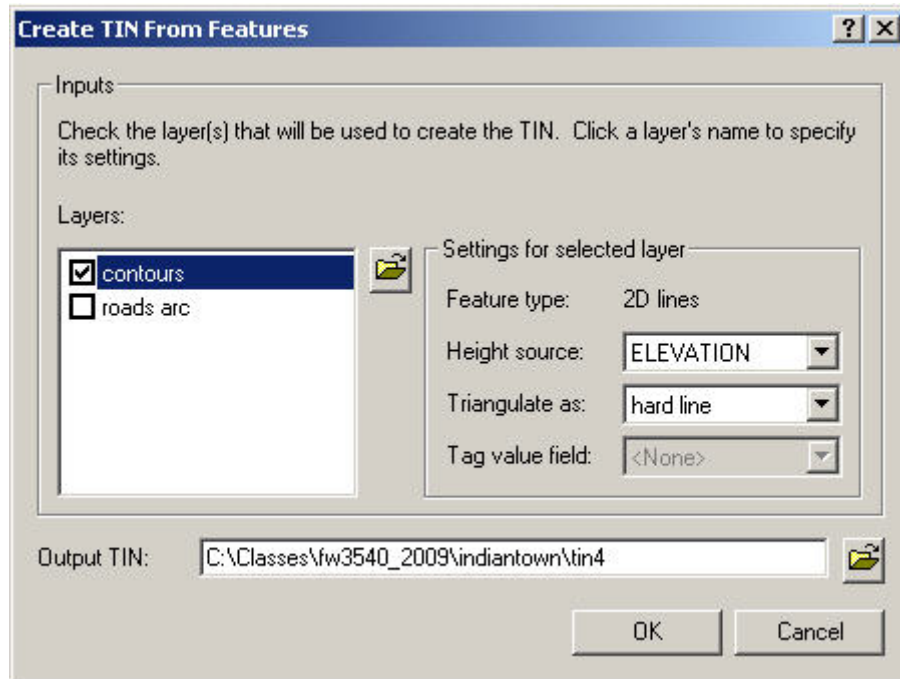 Create TIN From Features
Inputs
Check the layer(s) that will be used to create the TIN. Click a layer's name to specify
its settings.
Layers:
contours
roads arc
Settings for selected layer
Feature type: 2D lines
Height source: ELEVATION
Triangulate as: hard line
Tag value field: <None>
Output TIN: C:\Classes\fw3540_2009\indiantown\tin4
OK Cancel